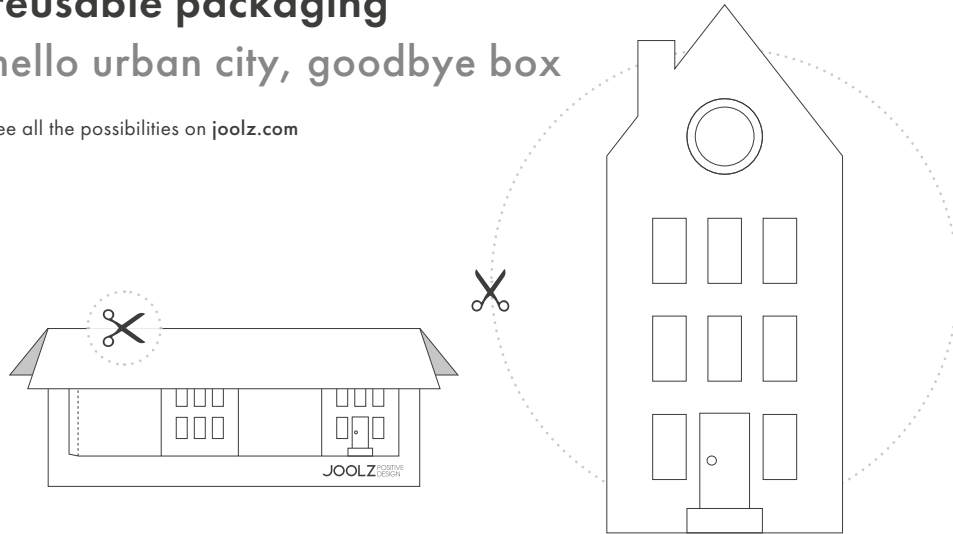 reusable packaging
hello urban city, goodbye box
see all the possibilities on joolz.com
JOOLZ POSITIVE
DESIGN